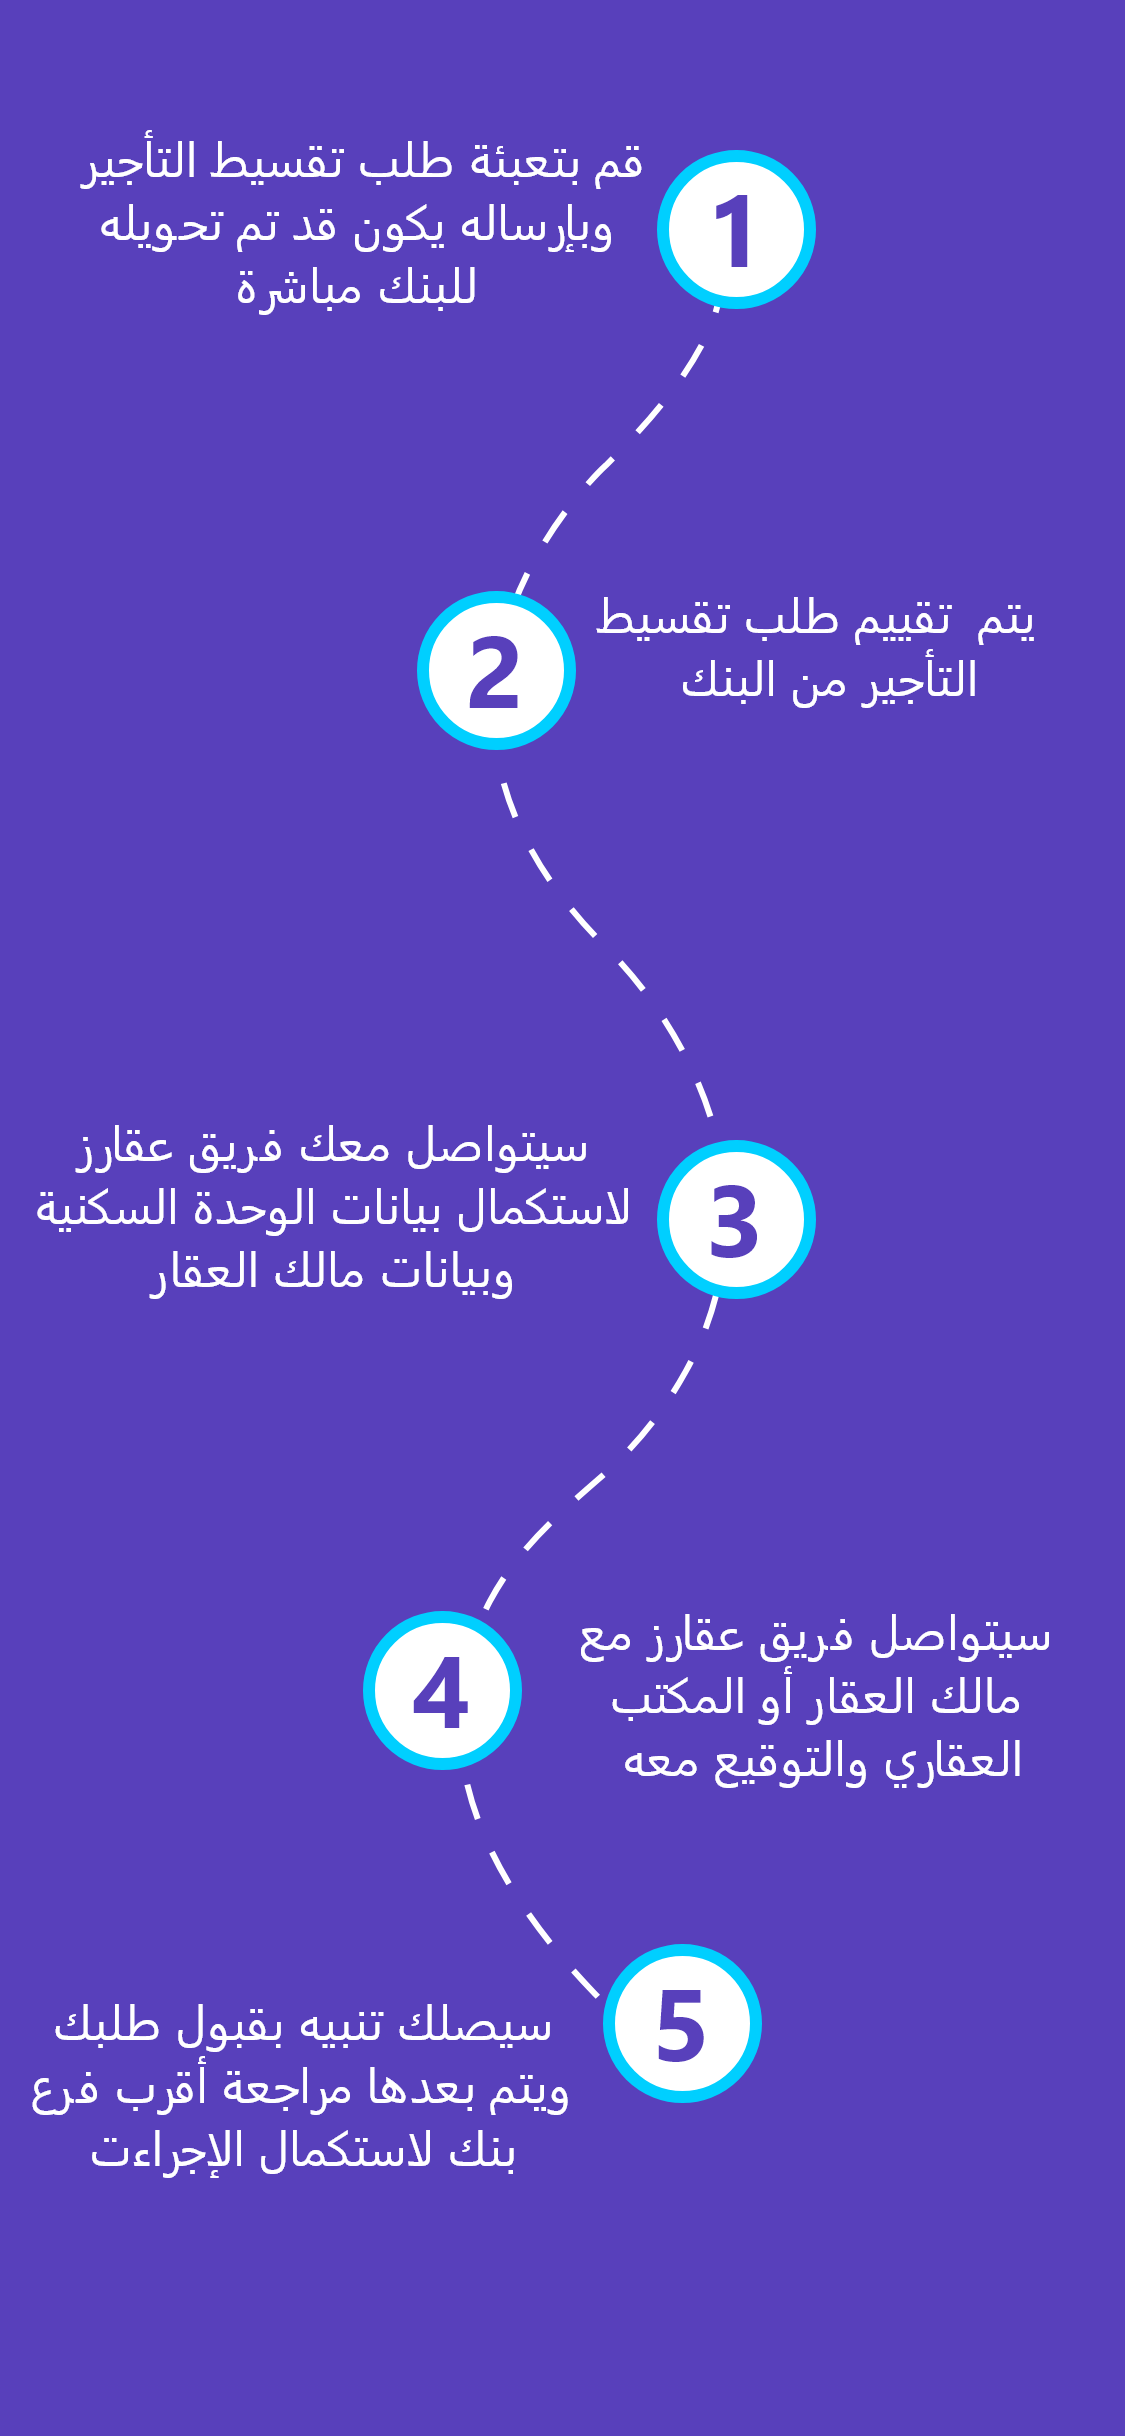 1
قم بتعبئة طلب تقسيط التأجير
وبإرساله يكون قد تم تحويله
للبنك مباشرة
2
يتم تقييم طلب تقسيط
التأجير من البنك
3
سيتواصل معك فريق عقارز
لاستكمال بيانات الوحدة السكنية
وبيانات مالك العقار
4
سيتواصل فريق عقارز مع
مالك العقار أو المكتب
العقاري والتوقيع معه
5
سيصلك تنبيه بقبول طلبك
ويتم بعدها مراجعة أقرب فرع
بنك لاستكمال الإجراءت